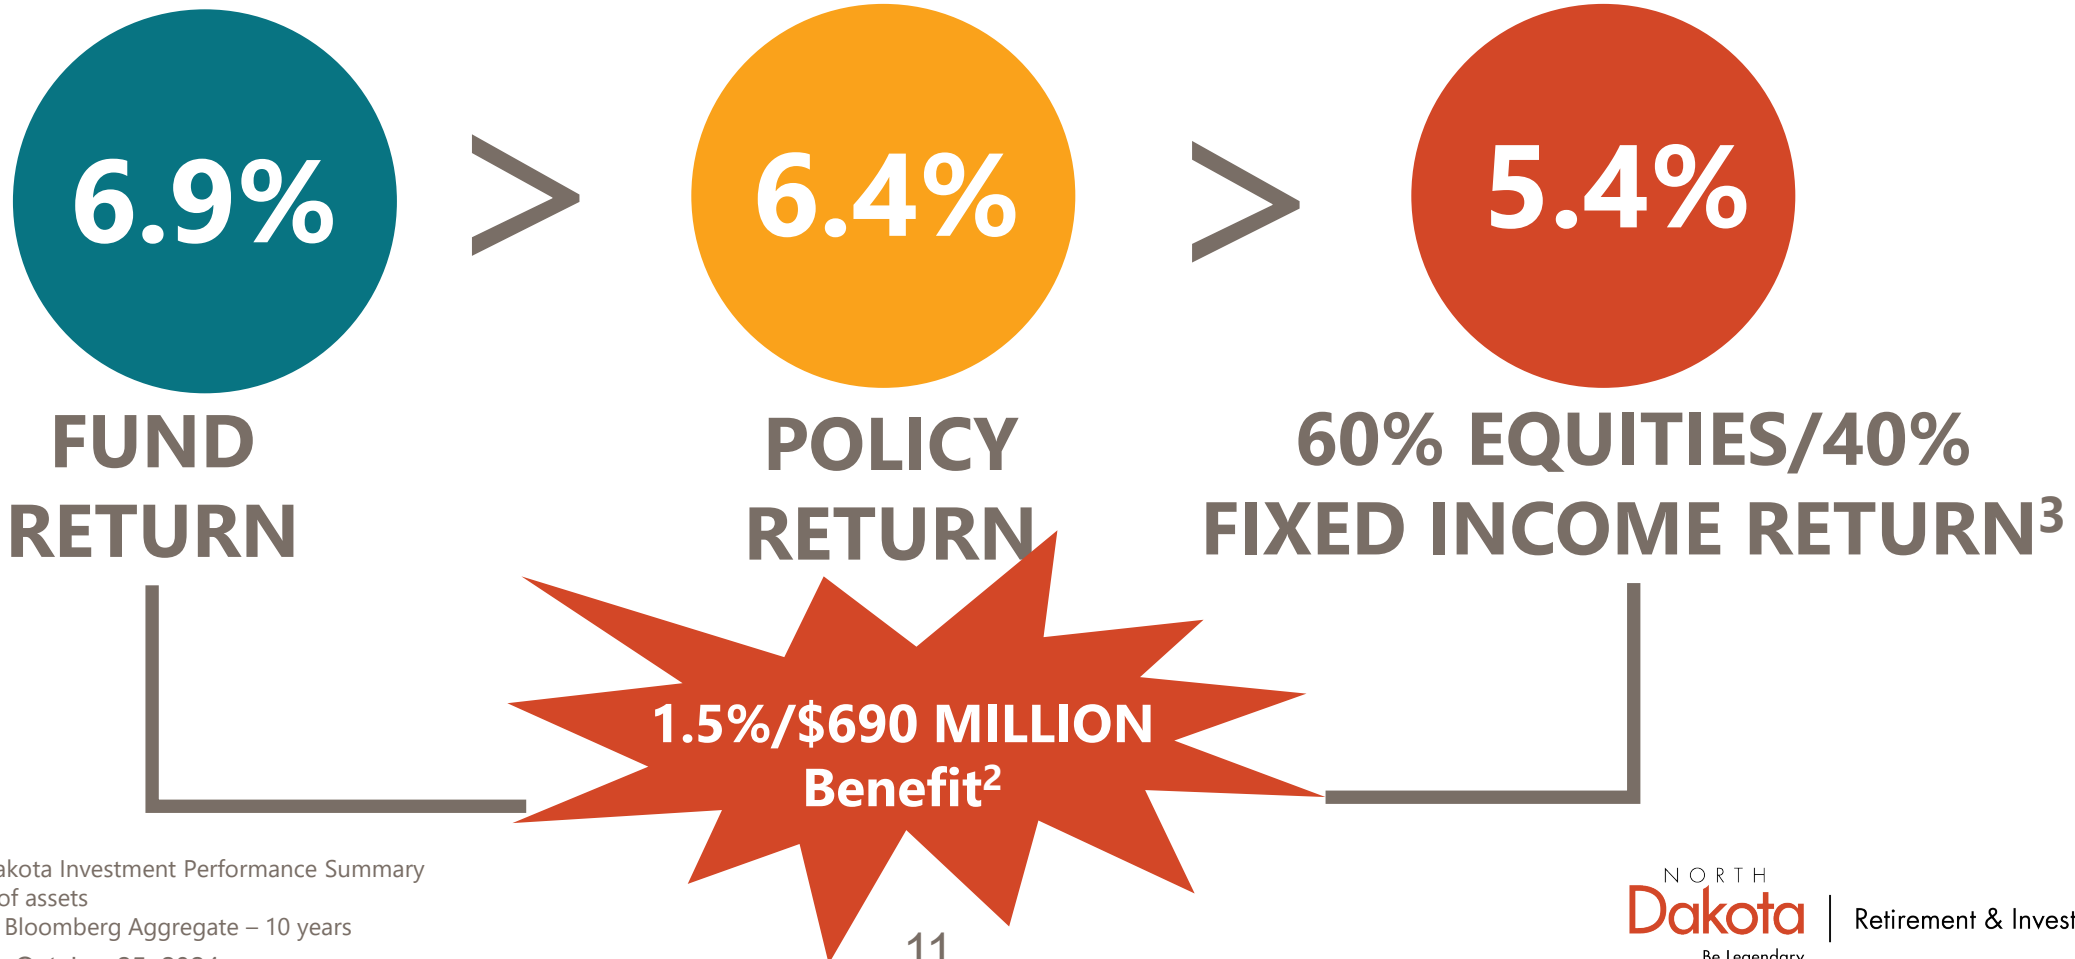 6.9%
>
6.4%
>
5.4%
FUND
RETURN
POLICY
RETURN
60% EQUITIES/40%
FIXED INCOME RETURN³
1.5%/$690 MILLION
Benefit²
akota Investment Performance Summary
of assets
Bloomberg Aggregate – 10 years
11
NORTH
Dakota
Be Legendary
Retirement & Invest